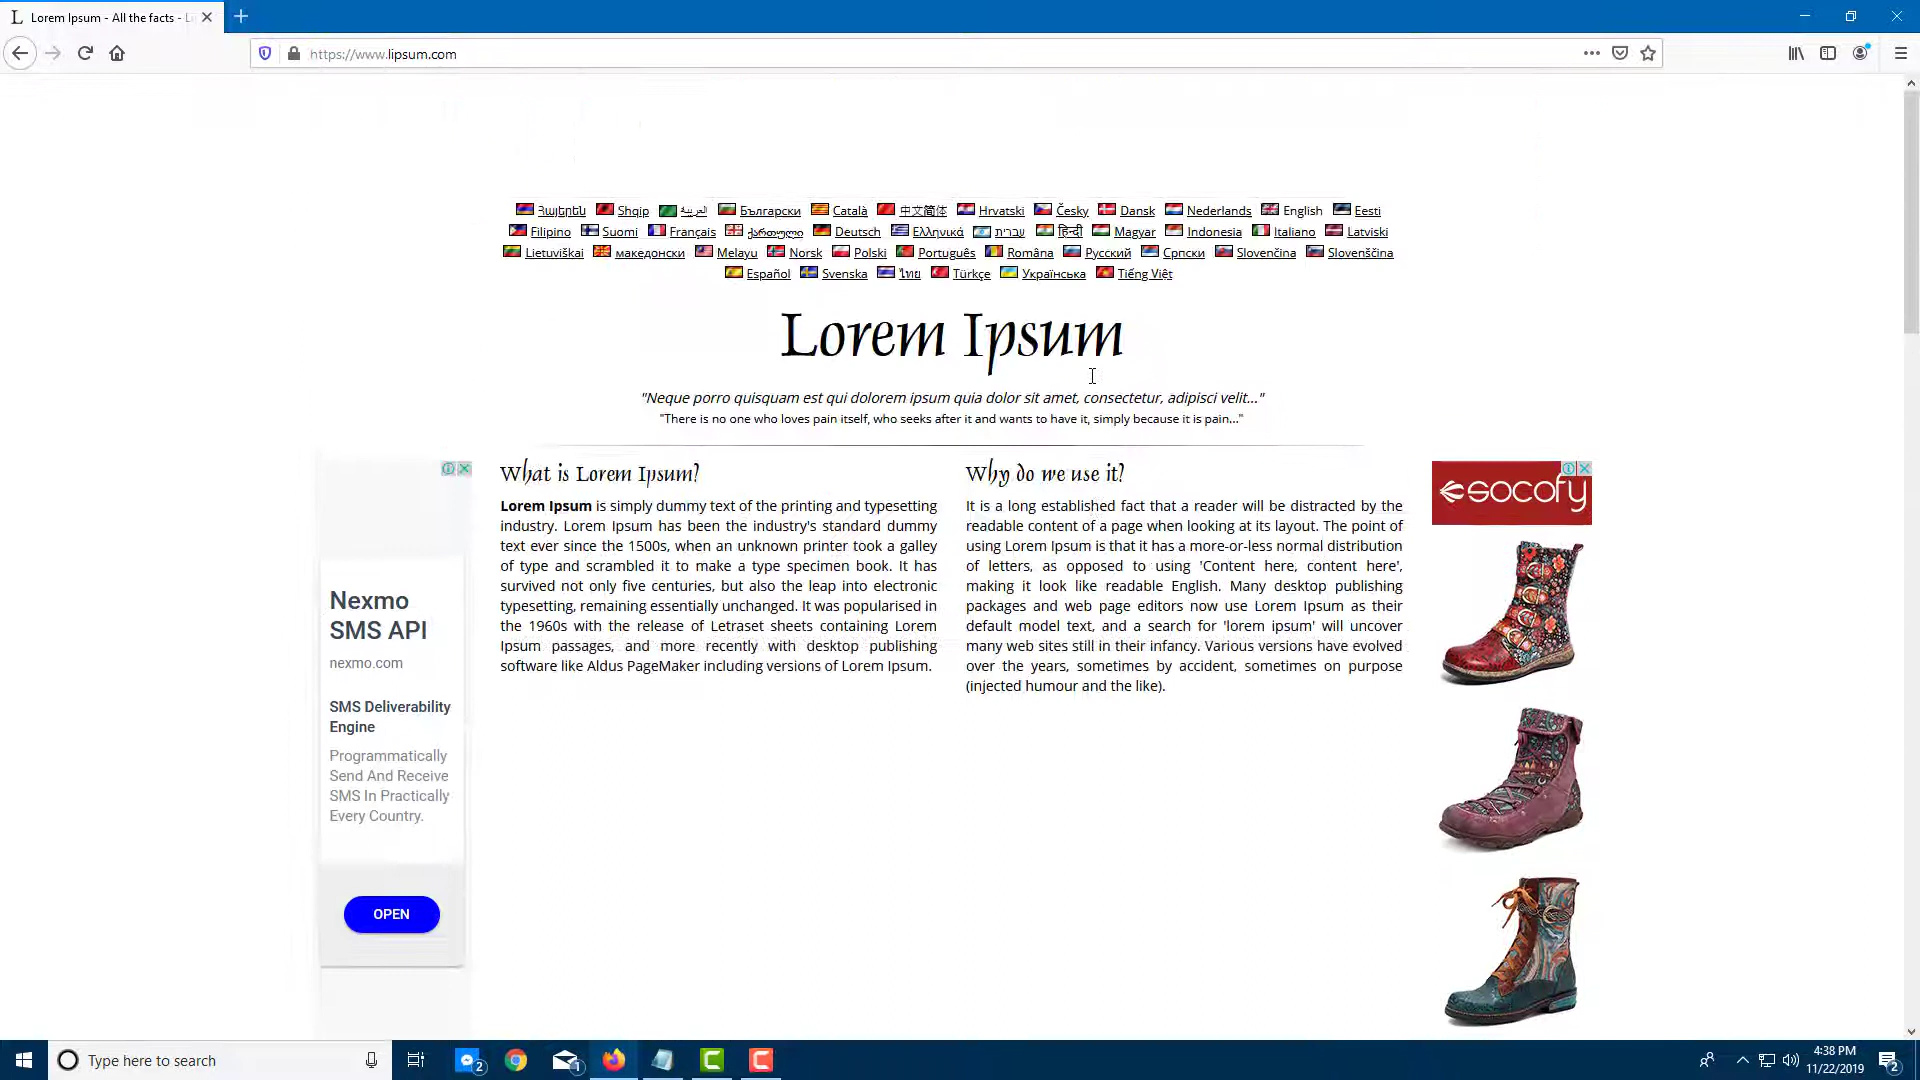 Lorem Ipsum - All the facts - Li
https://www.lipsum.com
Հայերեն Shqip العربية Български Català 中文简体 Hrvatski Česky Dansk Nederlands English Eesti
Filipino Suomi Français ქართული Deutsch Ελληνικά עברית हिन्दी Magyar Indonesia Italiano Latviski
Lietuviškai македонски Melayu Norsk Polski Português Româna Русский Српски Slovenčina Slovenščina
Español Svenska ไทย Türkçe Українська Tiếng Việt
Lorem Ipsum
"Neque porro quisquam est qui dolorem ipsum quia dolor sit amet, consectetur, adipisci velit..."
"There is no one who loves pain itself, who seeks after it and wants to have it, simply because it is pain..."
What is Lorem Ipsum?
Lorem Ipsum is simply dummy text of the printing and typesetting
industry. Lorem Ipsum has been the industry's standard dummy
text ever since the 1500s, when an unknown printer took a galley
of type and scrambled it to make a type specimen book. It has
survived not only five centuries, but also the leap into electronic
typesetting, remaining essentially unchanged. It was popularised in
the 1960s with the release of Letraset sheets containing Lorem
Ipsum passages, and more recently with desktop publishing
software like Aldus PageMaker including versions of Lorem Ipsum.
Why do we use it?
It is a long established fact that a reader will be distracted by the
readable content of a page when looking at its layout. The point of
using Lorem Ipsum is that it has a more-or-less normal distribution
of letters, as opposed to using 'Content here, content here',
making it look like readable English. Many desktop publishing
packages and web page editors now use Lorem Ipsum as their
default model text, and a search for 'lorem ipsum' will uncover
many web sites still in their infancy. Various versions have evolved
over the years, sometimes by accident, sometimes on purpose
(injected humour and the like).
Nexmo
SMS API
nexmo.com
SMS Deliverability
Engine
Programmatically
Send And Receive
SMS In Practically
Every Country.
OPEN
socofy
Type here to search
2
1
4:38 PM
11/22/2019
2